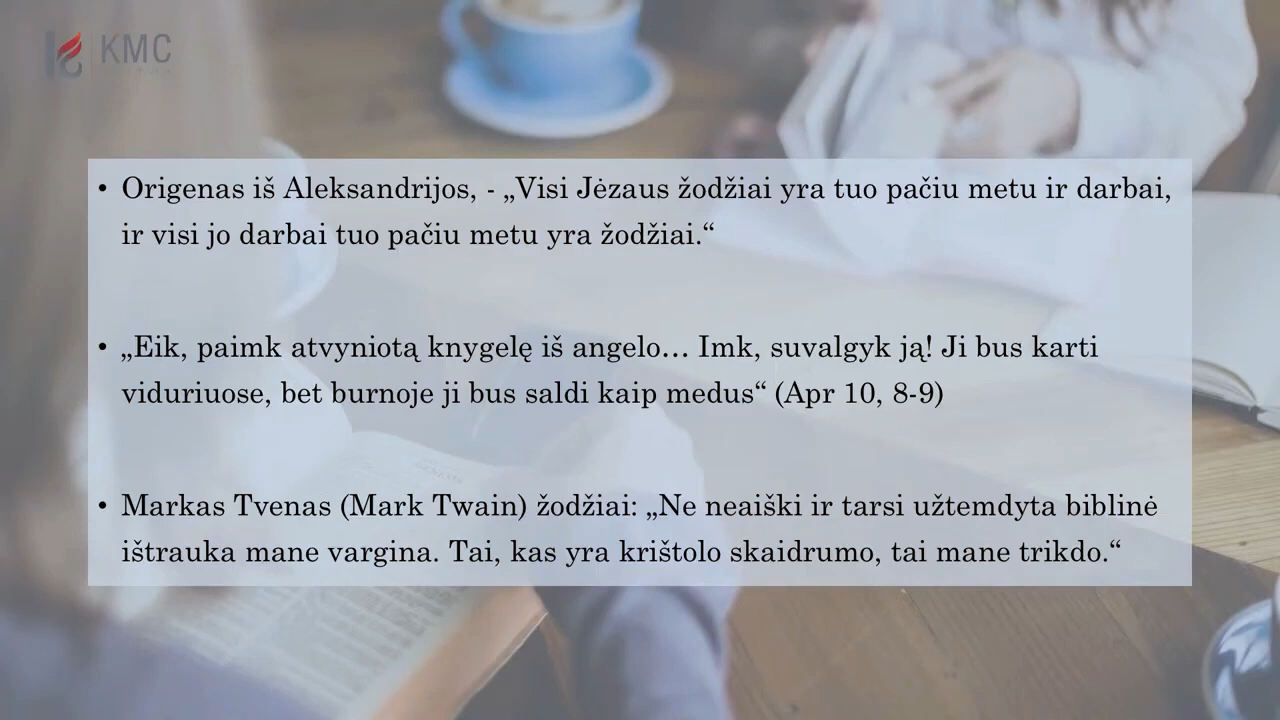 KMC
• Origenas iš Aleksandrijos, - „Visi Jėzaus žodžiai yra tuo pačiu metu ir darbai,
ir visi jo darbai tuo pačiu metu yra žodžiai.“
• „Eik, paimk atvyniotą knygelę iš angelo… Imk, suvalgyk ją! Ji bus karti
viduriuose, bet burnoje ji bus saldi kaip medus“ (Apr 10, 8-9)
• Markas Tvenas (Mark Twain) žodžiai: „Ne neaiški ir tarsi užtemdyta biblinė
ištrauka mane vargina. Tai, kas yra krištolo skaidrumo, tai mane trikdo.“